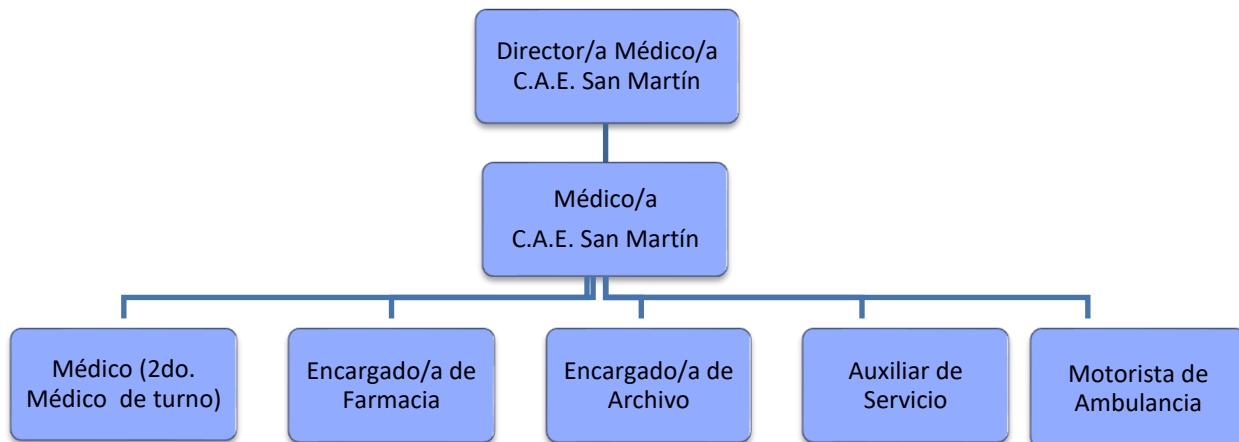 Director/a Médico/a
C.A.E. San Martín
Médico/a
C.A.E. San Martín
Médico (2do.
Médico de turno)
Encargado/a de
Farmacia
Encargado/a de
Archivo
Auxiliar de
Servicio
Motorista de
Ambulancia